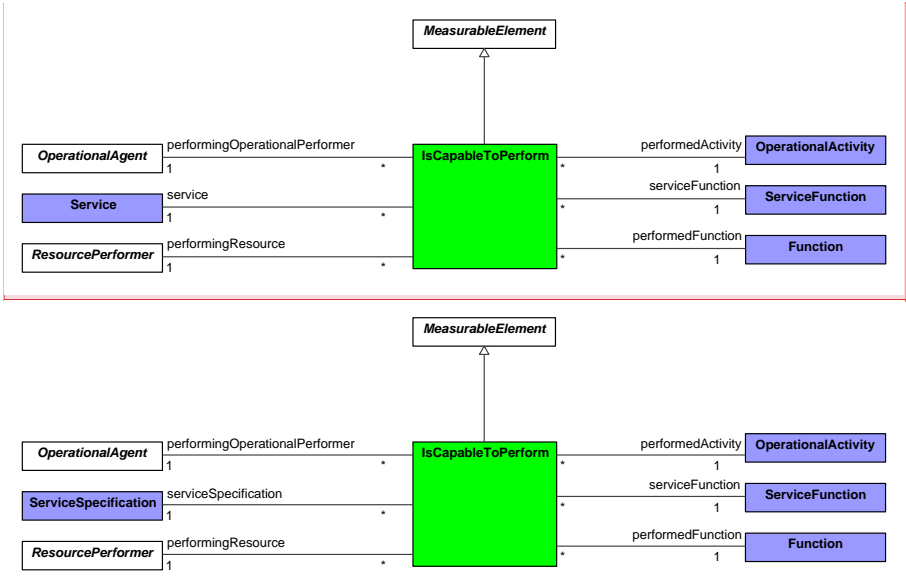 MeasurableElement
performingOperationalPerformer
performedActivity
OperationalAgent
IsCapableToPerform
OperationalActivity
1
*
*
1
service
serviceFunction
Service
ServiceFunction
1
*
*
1
performingResource
performedFunction
ResourcePerformer
Function
1
*
*
1
MeasurableElement
performingOperationalPerformer
performedActivity
OperationalAgent
IsCapableToPerform
OperationalActivity
1
*
*
1
serviceSpecification
serviceFunction
ServiceSpecification
ServiceFunction
1
*
*
1
performingResource
performedFunction
ResourcePerformer
Function
1
*
*
1